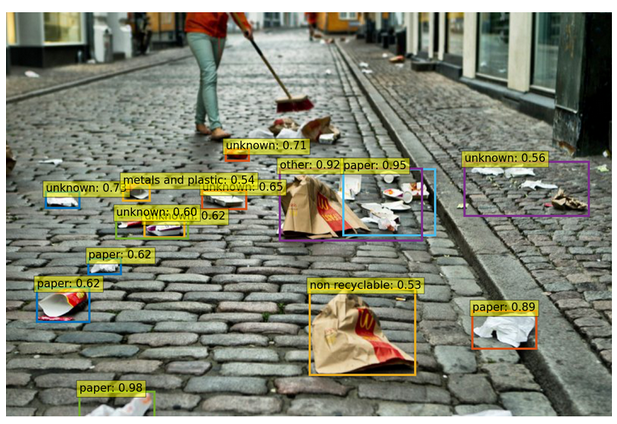 unknown: 0.71
other: 0.92
paper: 0.95
unknown: 0.56
metals and plastic: 0.54
unknown: 0.73
unknown: 0.65
unknown: 0.60
unknown: 0.62
paper: 0.62
paper: 0.62
non recyclable: 0.53
paper: 0.89
paper: 0.98